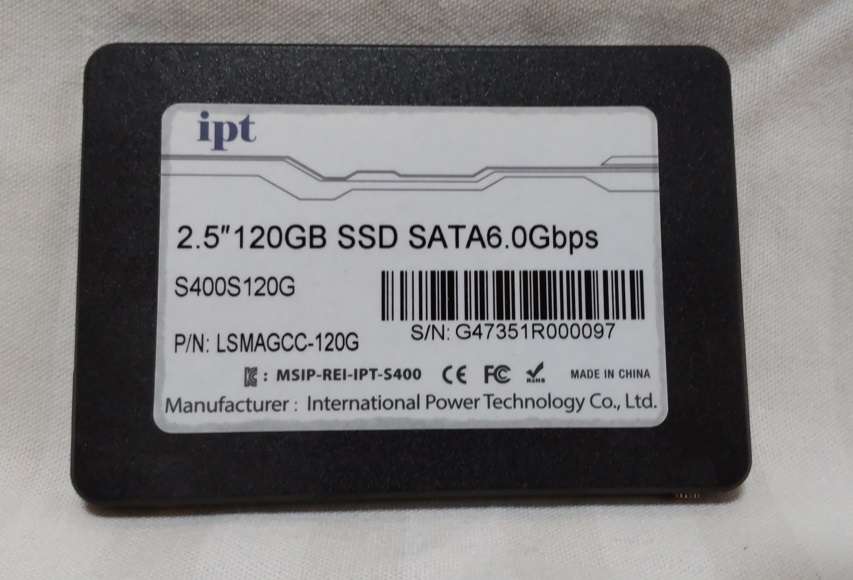 ipt
2.5"120GB SSD SATA6.0Gbps
S400S120G
S/N: G47351R000097
P/N: LSMAGCC-120G
: MSIP-REI-IPT-S400 CE FC RoHS MADE IN CHINA
Manufacturer : International Power Technology Co., Ltd.